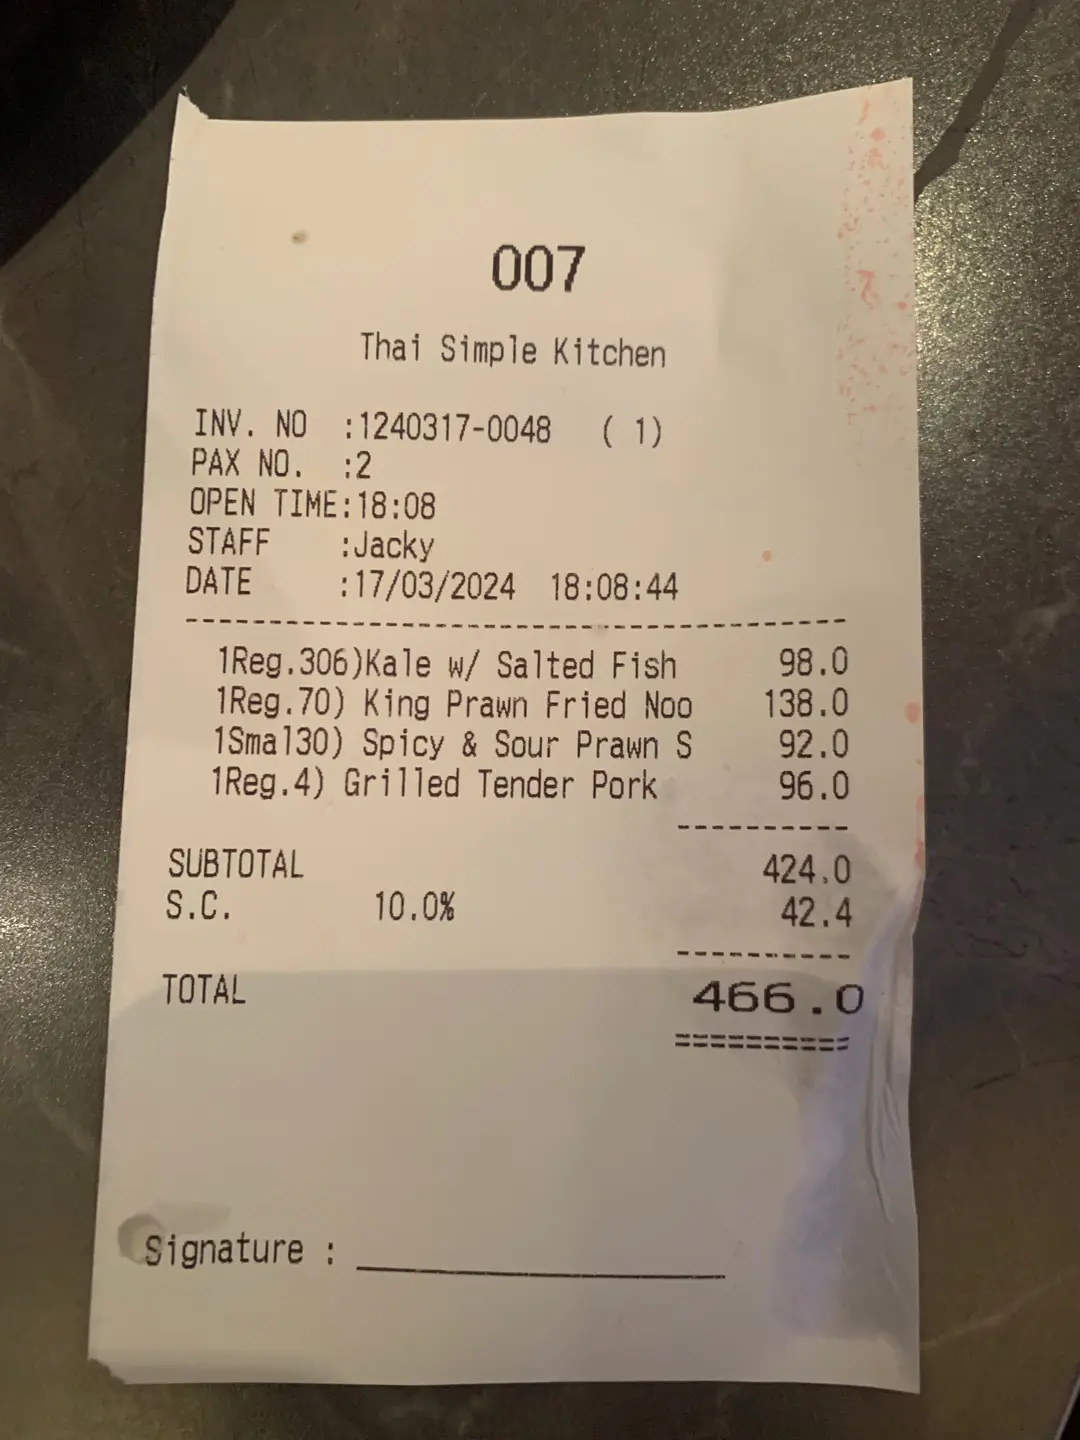 007
Thai Simple Kitchen
INV. NO :1240317-0048 ( 1)
PAX NO. :2
OPEN TIME:18:08
STAFF :Jacky
DATE :17/03/2024 18:08:44
1Reg.306)Kale w/ Salted Fish 98.0
1Reg.70) King Prawn Fried Noo 138.0
1Smal30) Spicy & Sour Prawn S 92.0
1Reg.4) Grilled Tender Pork 96.0
SUBTOTAL 424.0
S.C. 10.0% 42.4
TOTAL 466.0
Signature :